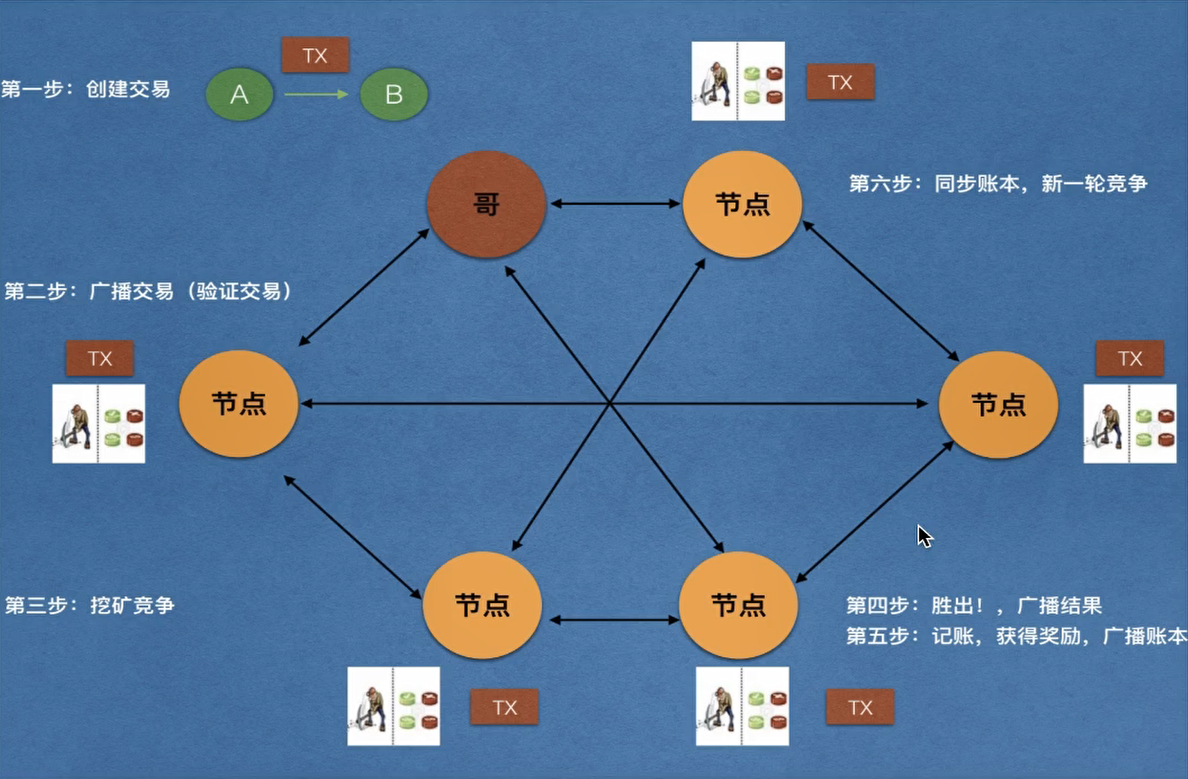 TX
TX
第一步：创建交易
A
B
哥
节点
第六步：同步账本，新一轮竞争
第二步：广播交易（验证交易）
TX
TX
节点
节点
第三步：挖矿竞争
节点
节点
第四步：胜出！，广播结果
第五步：记账，获得奖励，广播账本
TX
TX